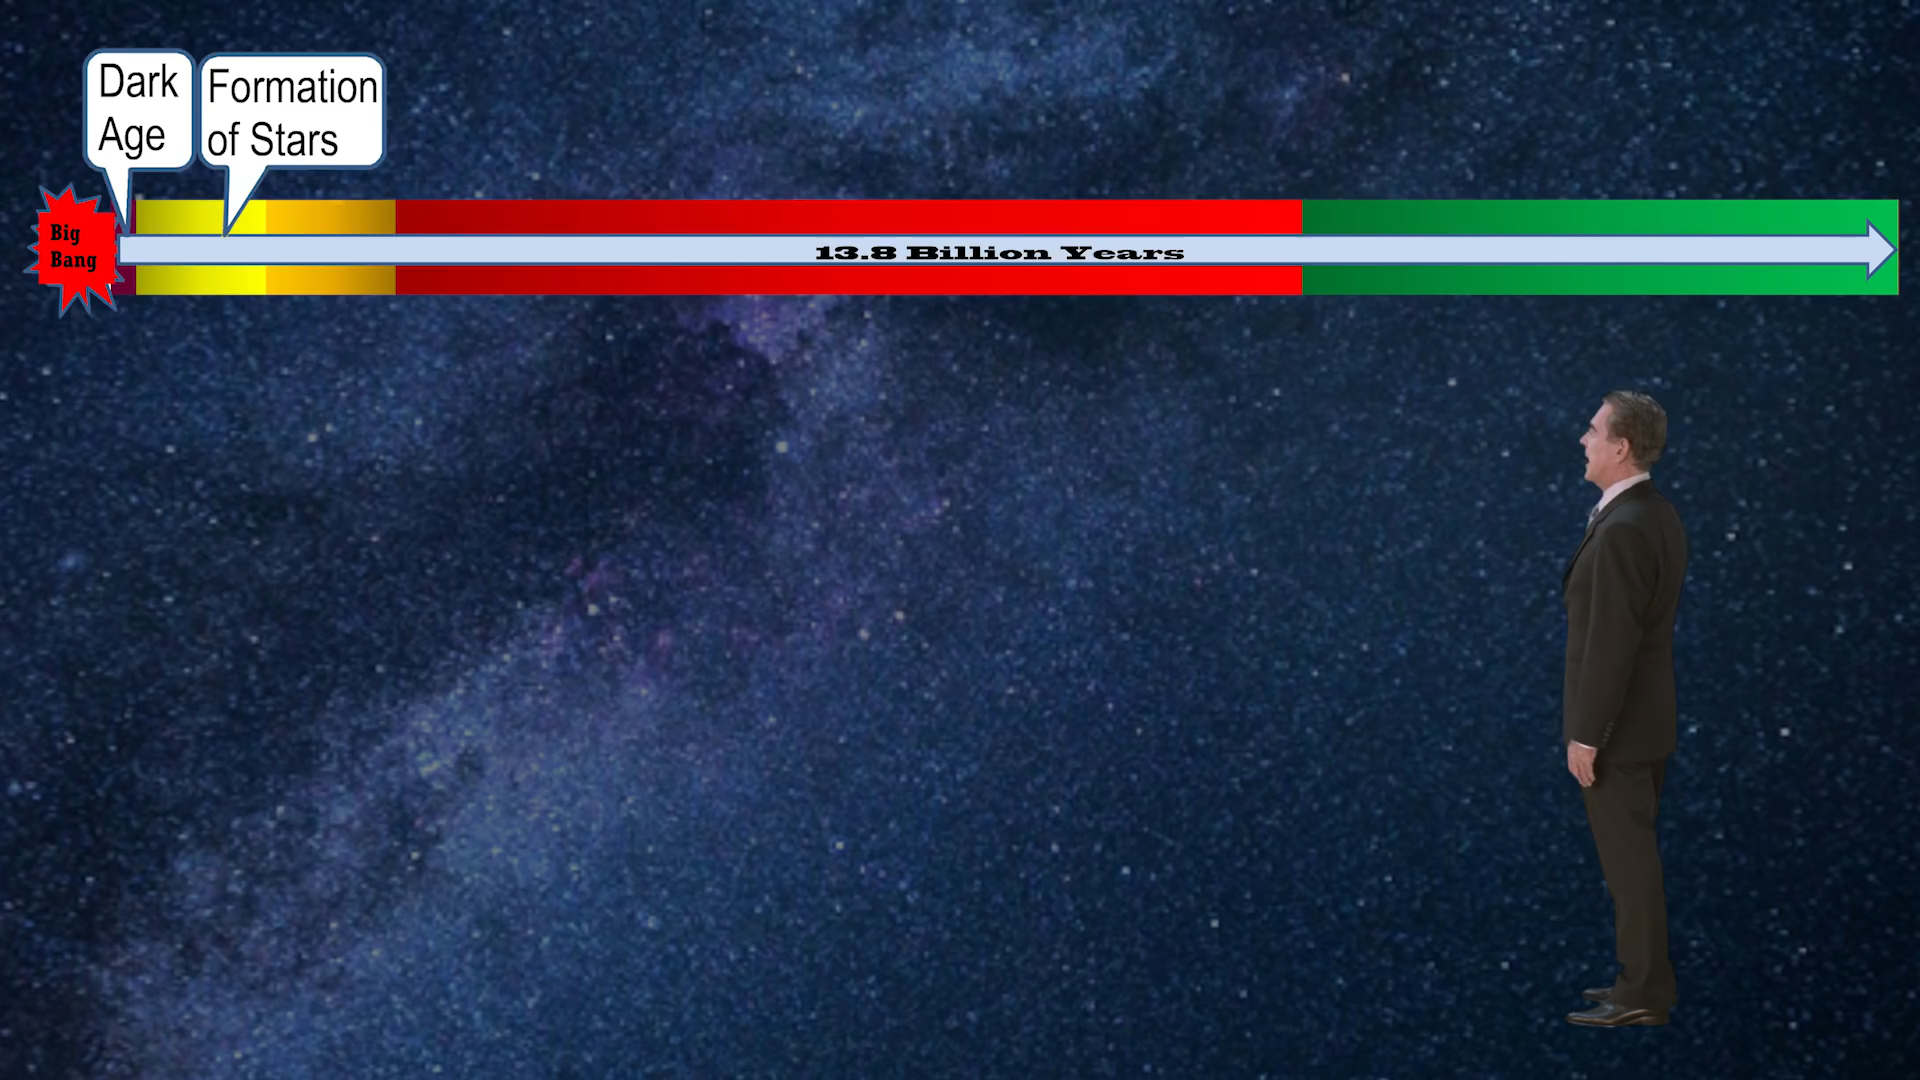 Dark
Age
Formation
of Stars
Big
Bang
13.8 Billion Years